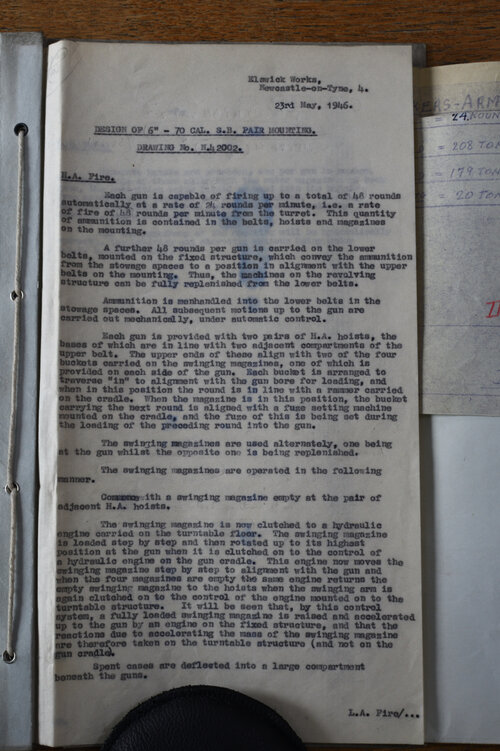 Elswick Works,
Newcastle-on-Tyne, 4.
23rd May, 1946.
DESIGN OF 6" - 70 CAL. S.B. PAIR MOUNTING.
DRAWING No. N.42002.
H.A. Fire.
Each gun is capable of firing up to a total of 48 rounds
automatically at a rate of 24 rounds per minute, i.e. a rate
of fire of 48 rounds per minute from the turret. This quantity
of ammunition is contained in the belts, hoists and magazines
on the mounting.
A further 48 rounds per gun is carried on the lower
belts, mounted on the fixed structure, which convey the ammunition
from the stowage spaces to a position in alignment with the upper
belts on the mounting. Thus, the machines on the revolving
structure can be fully replenished from the lower belts.
Ammunition is manhandled into the lower belts in the
stowage spaces. All subsequent motions up to the gun are
carried out mechanically, under automatic control.
Each gun is provided with two pairs of H.A. hoists, the
bases of which are in line with two adjacent compartments of the
upper belt. The upper ends of these align with two of the four
buckets carried on the swinging magazines, one of which is
provided on each side of the gun. Each bucket is arranged to
traverse "in" to alignment with the gun bore for loading, and
when in this position the round is in line with a rammer carried
on the cradle. When the magazine is in this position, the bucket
carrying the next round is aligned with a fuze setting machine
mounted on the cradle, and the fuze of this is being set during
the loading of the preceding round into the gun.
The swinging magazines are used alternately, one being
at the gun whilst the opposite one is being replenished.
The swinging magazines are operated in the following
manner.
Commence with a swinging magazine empty at the pair of
adjacent H.A. hoists.
The swinging magazine is now clutched to a hydraulic
engine carried on the turntable floor. The swinging magazine
is loaded step by step and then rotated up to its highest
position at the gun when it is clutched on the control of
a hydraulic engine on the gun cradle. This engine now moves the
swinging magazine step by step to alignment with the gun and
when the four magazines are empty the same engine returns the
empty swinging magazine to the hoists when the swinging arm is
again clutched on to the control of the engine mounted on to the
turntable structure. It will be seen that, by this control
system, a fully loaded swinging magazine is raised and accelerated
up to the gun by an engine on the fixed structure, and that the
reactions due to accelerating the mass of the swinging magazine
are therefore taken on the turntable structure (and not on the
gun cradle).
Spent cases are deflected into a large compartment
beneath the guns.
L.A. Fire/...
= 24 ROUN
= 208 TON
= 179 TON
= 20 TON